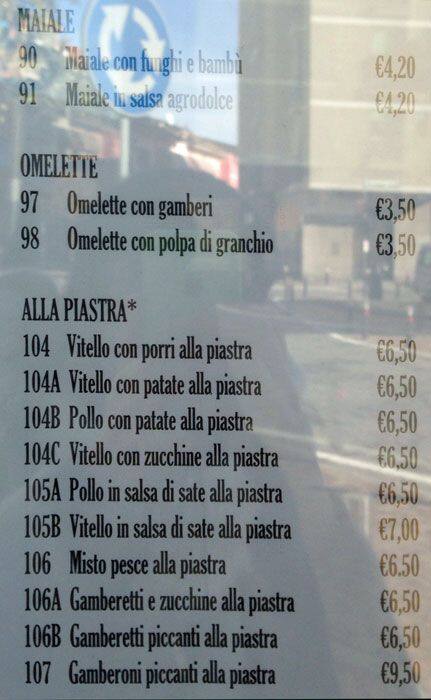 MAIALE
90 Maiale con funghi e bambù €4,20
91 Maiale in salsa agrodolce €4,20
OMELETTE
97 Omelette con gamberi €3,50
98 Omelette con polpa di granchio €3,50
ALLA PIASTRA*
104 Vitello con porri alla piastra €6,50
104A Vitello con patate alla piastra €6,50
104B Pollo con patate alla piastra €6,50
104C Vitello con zucchine alla piastra €6,50
105A Pollo in salsa di sate alla piastra €6,50
105B Vitello in salsa di sate alla piastra €7,00
106 Misto pesce alla piastra €6.50
106A Gamberetti e zucchine alla piastra €6,50
106B Gamberetti piccanti alla piastra €6,50
107 Gamberoni piccanti alla piastra €9,50